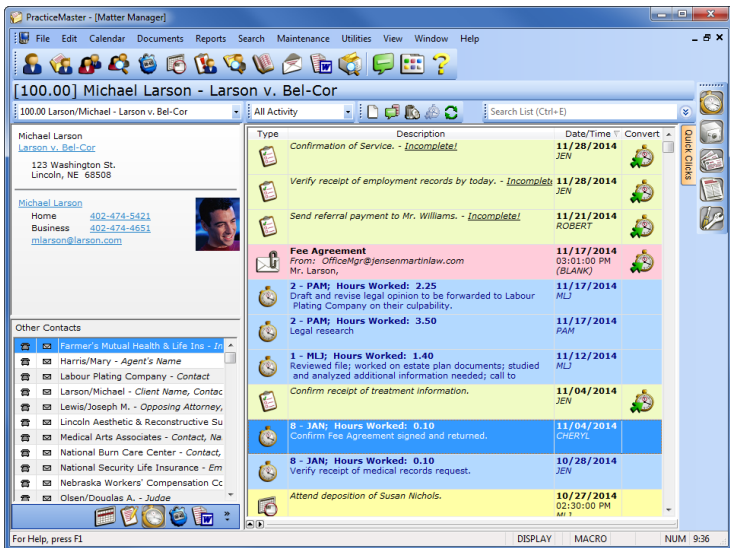 PracticeMaster - [Matter Manager]
File Edit Calendar Documents Reports Search Maintenance Utilities View Window Help
[100.00] Michael Larson - Larson v. Bel-Cor
100.00 Larson/Michael - Larson v. Bel-Cor
All Activity
Search List (Ctrl+E)
Michael Larson
Larson v. Bel-Cor
123 Washington St.
Lincoln, NE 68508
Michael Larson
Home 402-474-5421
Business 402-474-4651
mlarson@larson.com
Other Contacts
Farmer's Mutual Health & Life Ins - In
Harris/Mary - Agent's Name
Labour Plating Company - Contact
Larson/Michael - Client Name, Contac
Lewis/Joseph M. - Opposing Attorney,
Lincoln Aesthetic & Reconstructive Su
Medical Arts Associates - Contact, Na
National Burn Care Center - Contact,
National Security Life Insurance - Em
Nebraska Workers' Compensation Cc
Olsen/Douglas A. - Judge
Type Description Date/Time Convert
Confirmation of Service. - Incomplete! 11/28/2014
JEN
Verify receipt of employment records by today. - Incomplete 11/28/2014
JEN
Send referral payment to Mr. Williams. - Incomplete! 11/21/2014
ROBERT
Fee Agreement 11/17/2014
From: OfficeMgr@jensenmartinlaw.com 03:01:00 PM
Mr. Larson, (BLANK)
2 - PAM; Hours Worked: 2.25 11/17/2014
Draft and revise legal opinion to be forwarded to Labour MLJ
Plating Company on their culpability.
2 - PAM; Hours Worked: 3.50 11/17/2014
Legal research PAM
1 - MLJ; Hours Worked: 1.40 11/12/2014
Reviewed file; worked on estate plan documents; studied MLJ
and analyzed additional information needed; call to
Confirm receipt of treatment information. 11/04/2014
JEN
8 - JAN; Hours Worked: 0.10 11/04/2014
Confirm Fee Agreement signed and returned. CHERYL
8 - JAN; Hours Worked: 0.10 10/28/2014
Verify receipt of medical records request. JEN
Attend deposition of Susan Nichols. 10/27/2014
02:30:00 PM
MLJ
Quick Clicks
For Help, press F1
DISPLAY MACRO NUM 9:36